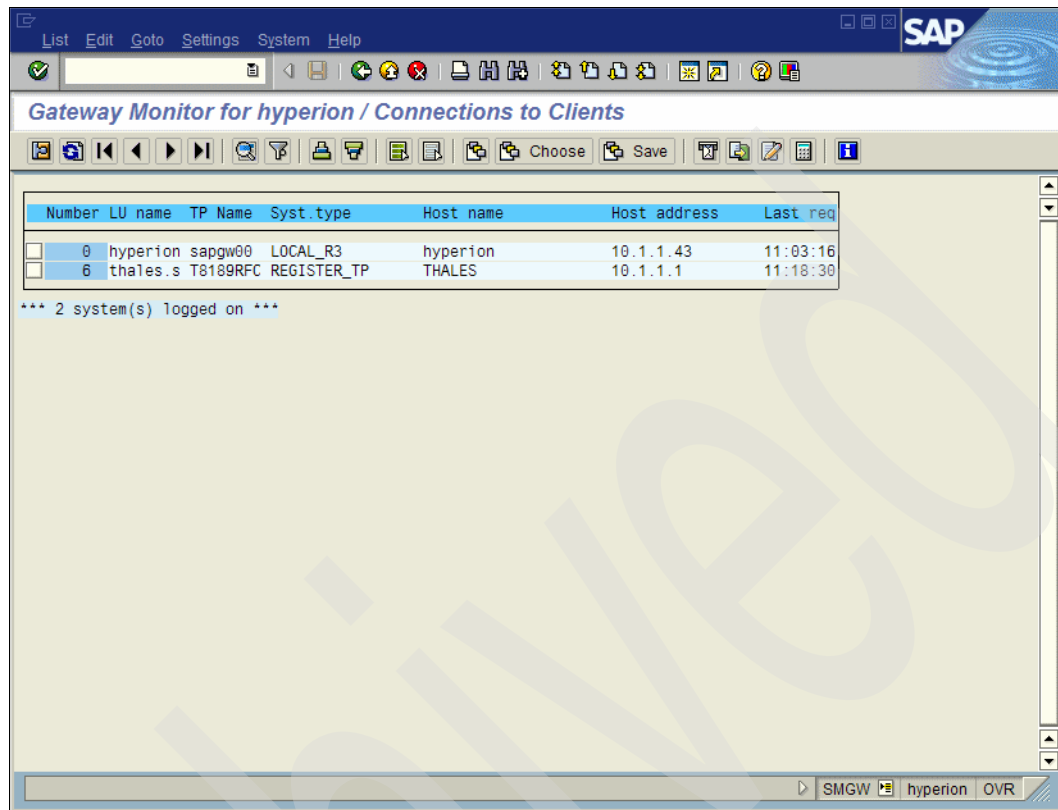 List Edit Goto Settings System Help
SAP
Gateway Monitor for hyperion / Connections to Clients
Choose Save
Number LU name TP Name Syst.type Host name Host address Last req
0 hyperion sapgw00 LOCAL_R3 hyperion 10.1.1.43 11:03:16
6 thales.s T8189RFC REGISTER_TP THALES 10.1.1.1 11:18:30
*** 2 system(s) logged on ***
SMGW hyperion OVR